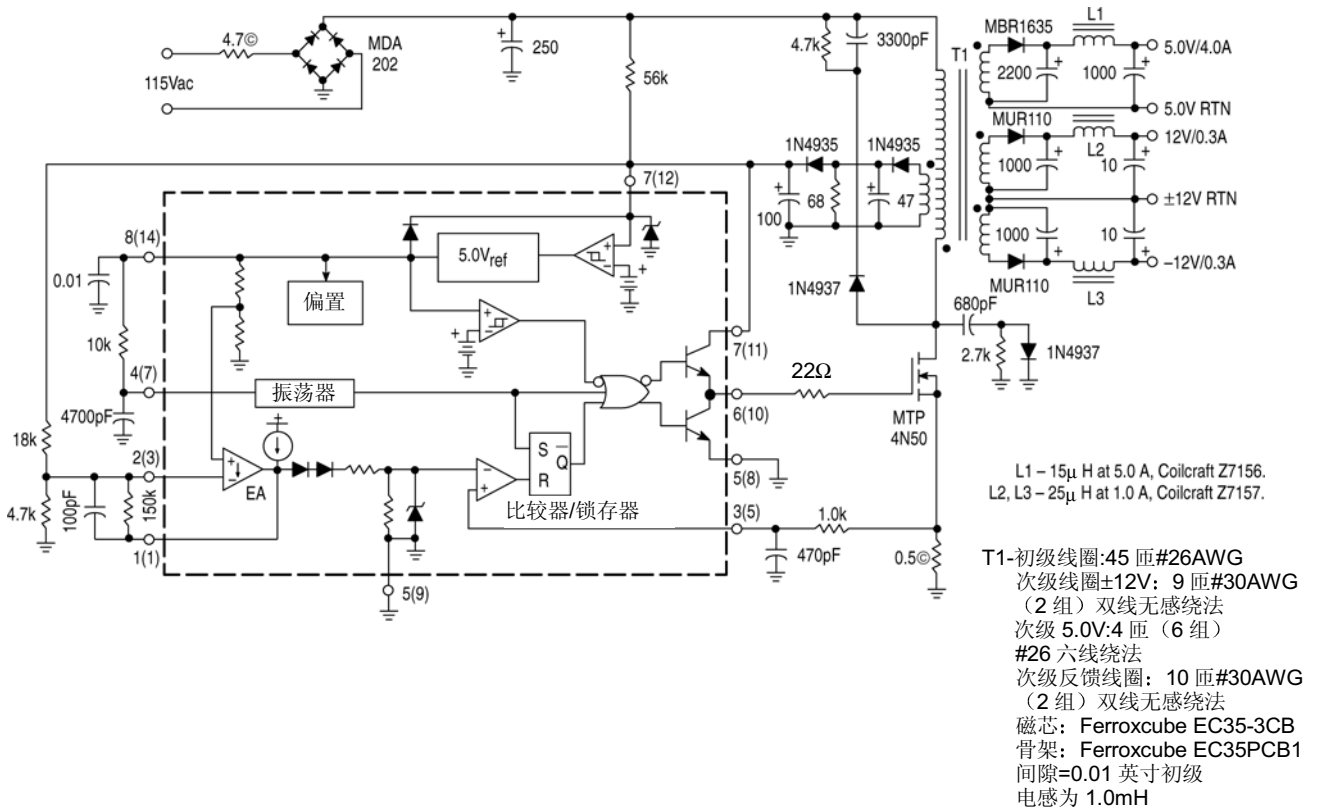 4.7©
MDA
202
115Vac
+
250
56k
4.7k
3300pF
T1
MBR1635
L1
5.0V/4.0A
2200
+
1000
+
5.0V RTN
MUR110
12V/0.3A
1000
+
L2
10
+
±12V RTN
1000
+
10
+
MUR110
L3
–12V/0.3A
1N4935
1N4935
+
100
68
+
47
7(12)
8(14)
0.01
5.0Vref
+
–
+
–
偏置
+
–
+
–
1N4937
680pF
2.7k
1N4937
10k
4(7)
振荡器
4700pF
7(11)
22Ω
6(10)
MTP
4N50
18k
2(3)
+
–
EA
+
S
Q
R
–
+
比较器/锁存器
5(8)
4.7k
100pF
150k
1(1)
3(5)
1.0k
470pF
0.5©
5(9)
L1 – 15μ H at 5.0 A, Coilcraft Z7156.
L2, L3 – 25μ H at 1.0 A, Coilcraft Z7157.
T1-初级线圈:45 匝#26AWG
次级线圈±12V：9 匝#30AWG
（2 组）双线无感绕法
次级 5.0V:4 匝（6 组）
#26 六线绕法
次级反馈线圈：10 匝#30AWG
（2 组）双线无感绕法
磁芯：Ferroxcube EC35-3CB
骨架：Ferroxcube EC35PCB1
间隙=0.01 英寸初级
电感为 1.0mH